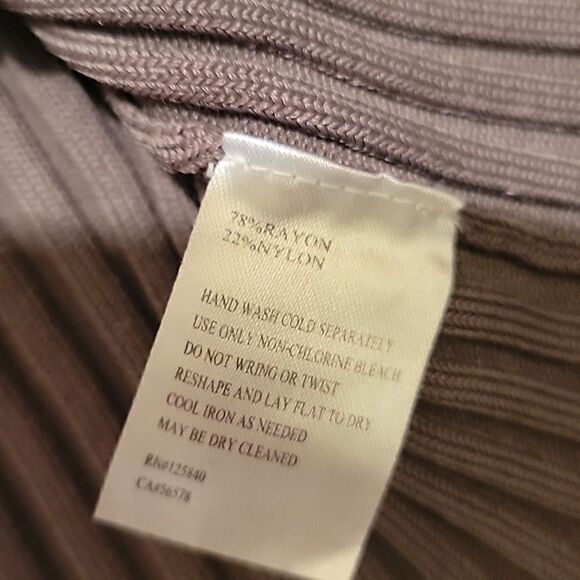 78%RAYON
22%NYLON
HAND WASH COLD SEPARATELY
USE ONLY NON-CHLORINE BLEACH
DO NOT WRING OR TWIST
RESHAPE AND LAY FLAT TO DRY
COOL IRON AS NEEDED
MAY BE DRY CLEANED
RN#125840
CA#56578